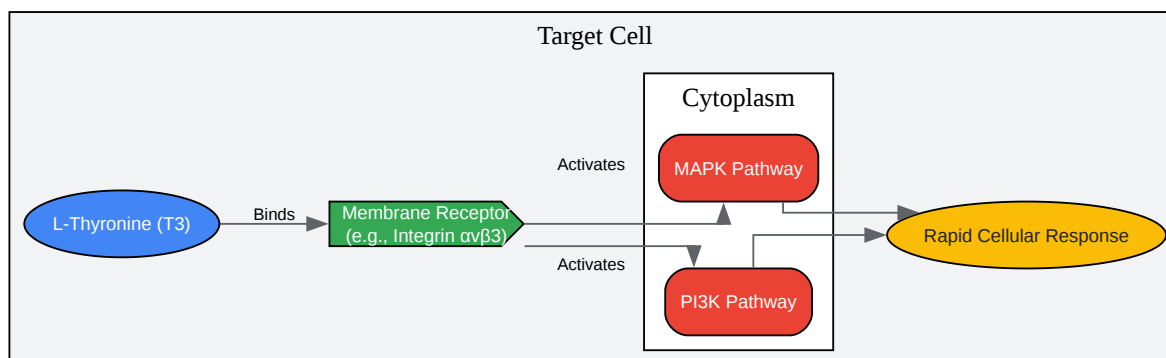 Target Cell
Cytoplasm
Activates
MAPK Pathway
L-Thyronine (T3)
Binds
Membrane Receptor
(e.g., Integrin αvβ3)
Rapid Cellular Response
Activates
PI3K Pathway